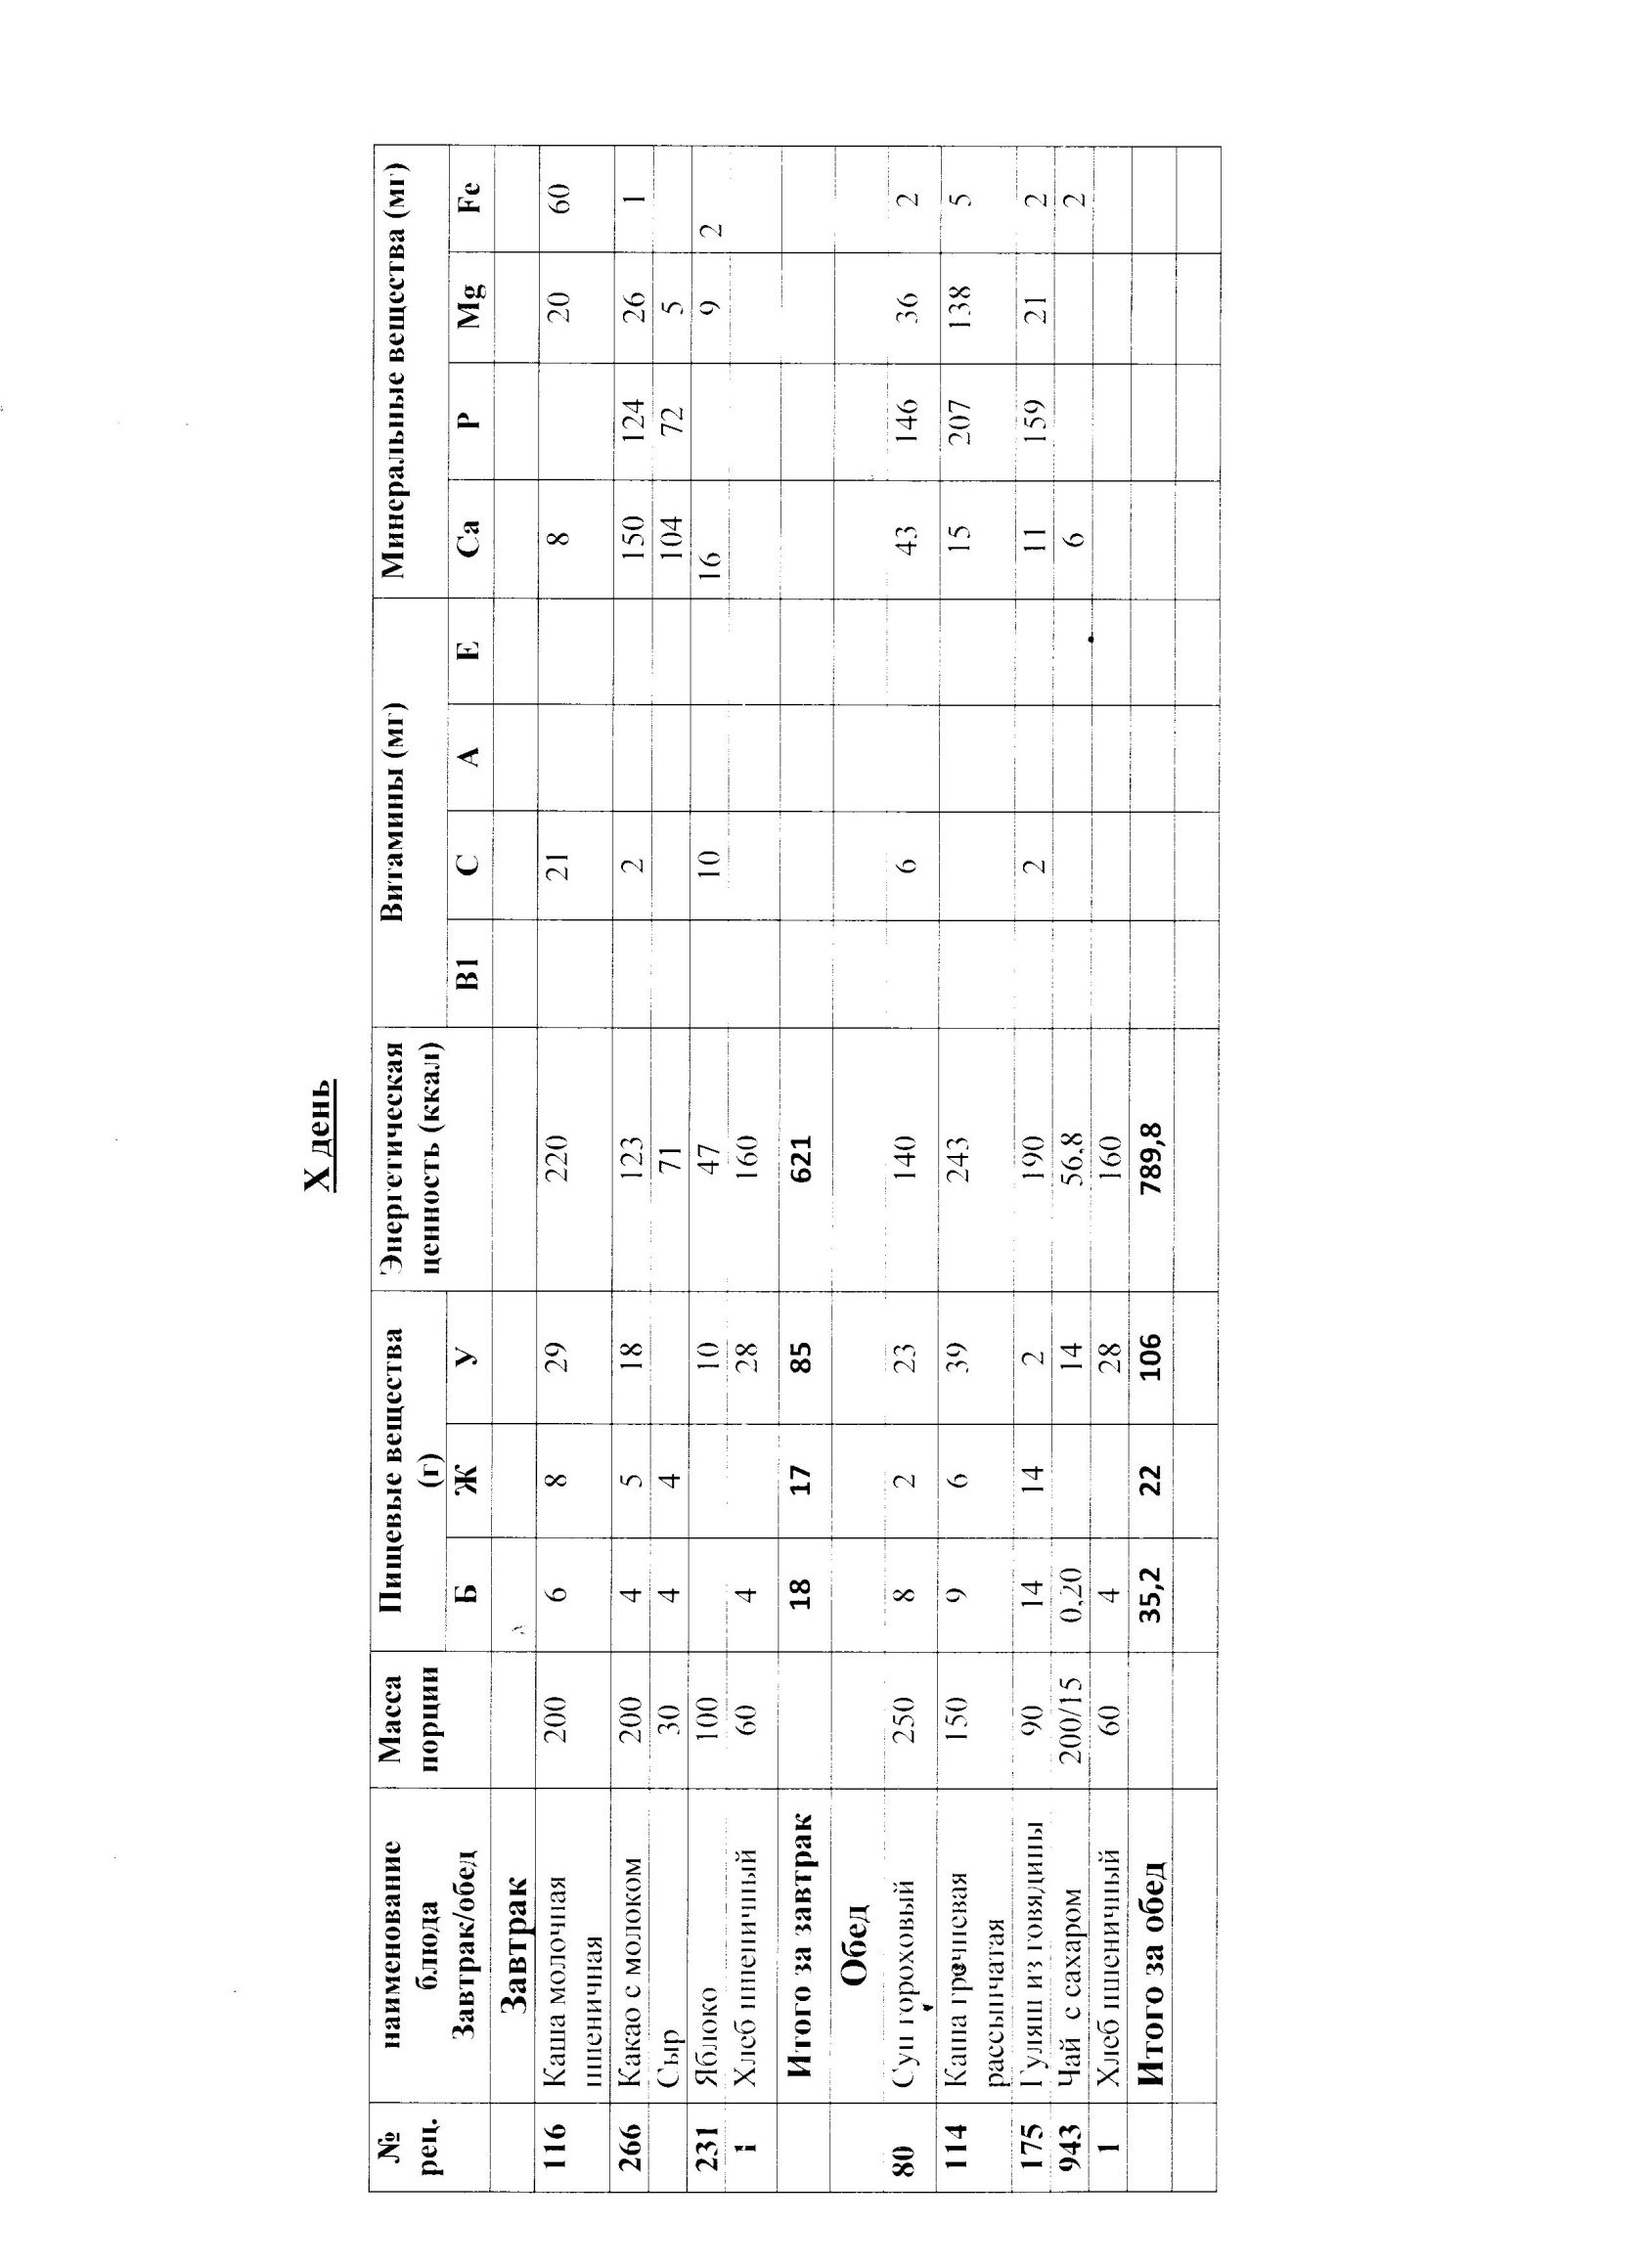 X день
№ рец. наименование блюда Завтрак/обед Масса порции Пищевые вещества (г) Энергетическая ценность (ккал) Витамины (мг) Минеральные вещества (мг)
Б Ж У В1 С А Е Са Р Mg Fe
Завтрак
116 Каша молочная пшеничная 200 6 8 29 220 21 8 20 60
266 Какао с молоком 200 4 5 18 123 2 150 124 26 1
Сыр 30 4 4 71 104 72 5
231 Яблоко 100 10 47 10 16 9 2
1 Хлеб пшеничный 60 4 28 160
Итого за завтрак 18 17 85 621
Обед
80 Суп гороховый 250 8 2 23 140 6 43 146 36 2
114 Каша гречневая рассыпчатая 150 9 6 39 243 15 207 138 5
175 Гуляш из говядины 90 14 14 2 190 2 11 159 21 2
943 Чай с сахаром 200/15 0,20 14 56,8 6 2
1 Хлеб пшеничный 60 4 28 160
Итого за обед 35,2 22 106 789,8